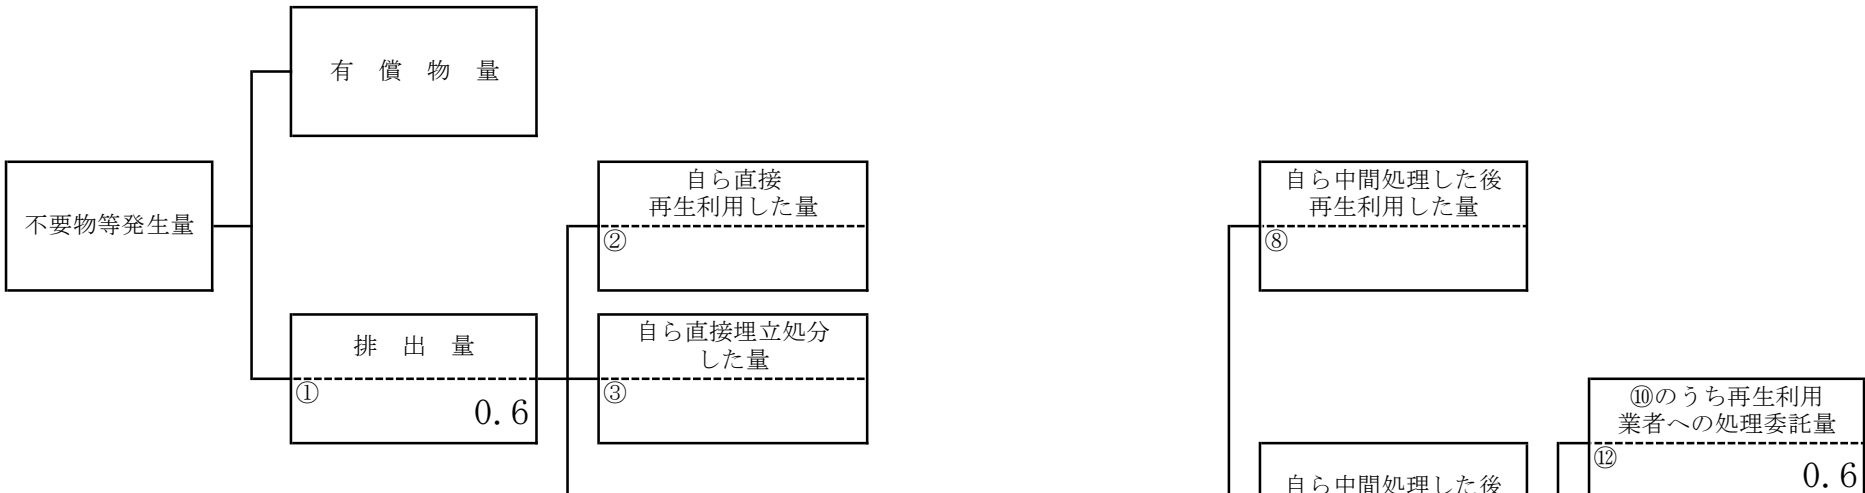 有　償　物　量
不要物等発生量
自ら直接
再生利用した量
②
自ら中間処理した後
再生利用した量
⑧
排　出　量
①
0.6
自ら直接埋立処分
した量
③
⑩のうち再生利用
業者への処理委託量
⑫
0.6
自ら中間処理した後